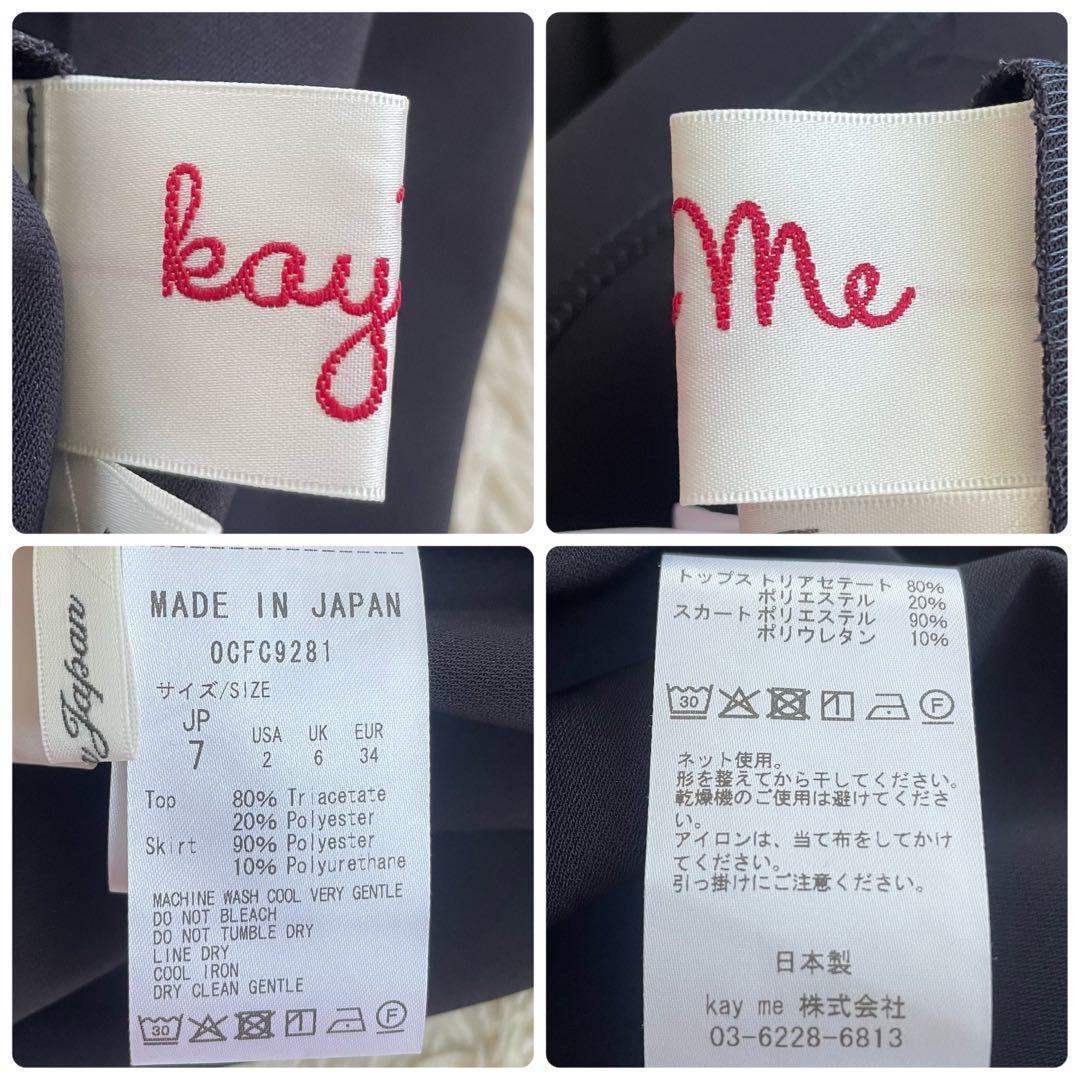 kay
Me
Japan
MADE IN JAPAN
OCFC9281
サイズ/SIZE
JP USA UK EUR
7 2 6 34
Top 80% Triacetate
20% Polyester
Skirt 90% Polyester
10% Polyurethane
MACHINE WASH COOL VERY GENTLE
DO NOT BLEACH
DO NOT TUMBLE DRY
LINE DRY
COOL IRON
DRY CLEAN GENTLE
30 F
トップス トリアセテート 80%
ポリエステル 20%
スカート ポリエステル 90%
ポリウレタン 10%
30 F
ネット使用。
形を整えてから干してください。
乾燥機のご使用は避けてくださ
い。
アイロンは、当て布をしてかけ
てください。
引っ掛けにご注意ください。
日本製
kay me 株式会社
03-6228-6813